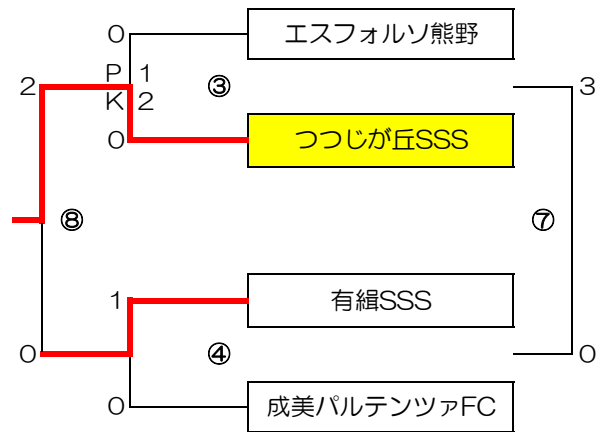 0 エスフォルソ熊野
P 1
2 ③ 3
K 2
0 つつじが丘SSS
⑧ ⑦
1 有緝SSS
0 ④ 0
0 成美パルテンツァFC